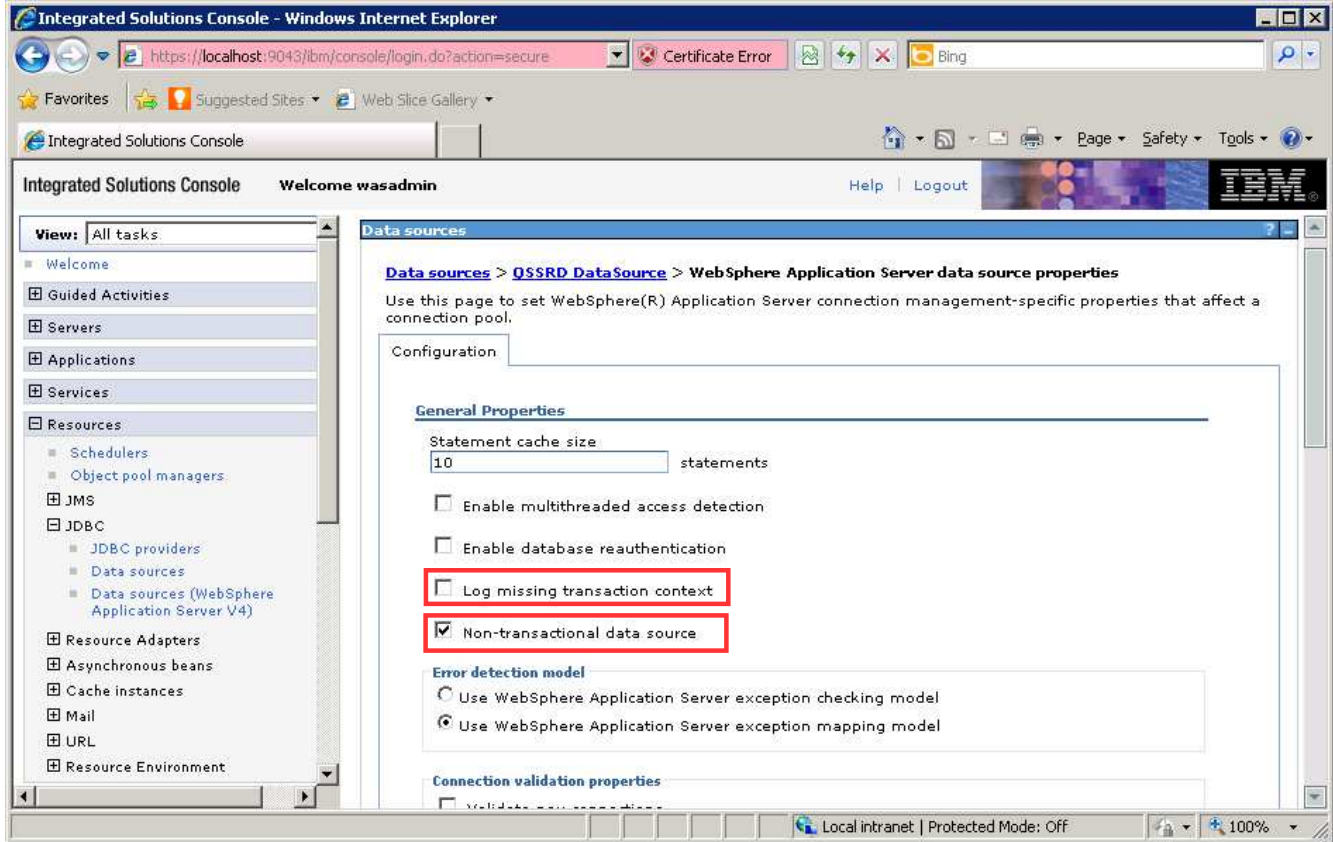 Integrated Solutions Console - Windows Internet Explorer
https://localhost:9043/ibm/console/login.do?action=secure
Certificate Error
Bing
Favorites
Suggested Sites
Web Slice Gallery
Integrated Solutions Console
Page
Safety
Tools
Integrated Solutions Console
Welcome wasadmin
Help | Logout
IBM®
View: All tasks
Welcome
Guided Activities
Servers
Applications
Services
Resources
Schedulers
Object pool managers
JMS
JDBC
JDBC providers
Data sources
Data sources (WebSphere
Application Server V4)
Resource Adapters
Asynchronous beans
Cache instances
Mail
URL
Resource Environment
Data sources
? -
Data sources > QSSRD DataSource > WebSphere Application Server data source properties
Use this page to set WebSphere(R) Application Server connection management-specific properties that affect a
connection pool.
Configuration
General Properties
Statement cache size
10 statements
Enable multithreaded access detection
Enable database reauthentication
Log missing transaction context
Non-transactional data source
Error detection model
Use WebSphere Application Server exception checking model
Use WebSphere Application Server exception mapping model
Connection validation properties
Validate new connections
Local intranet | Protected Mode: Off
100%